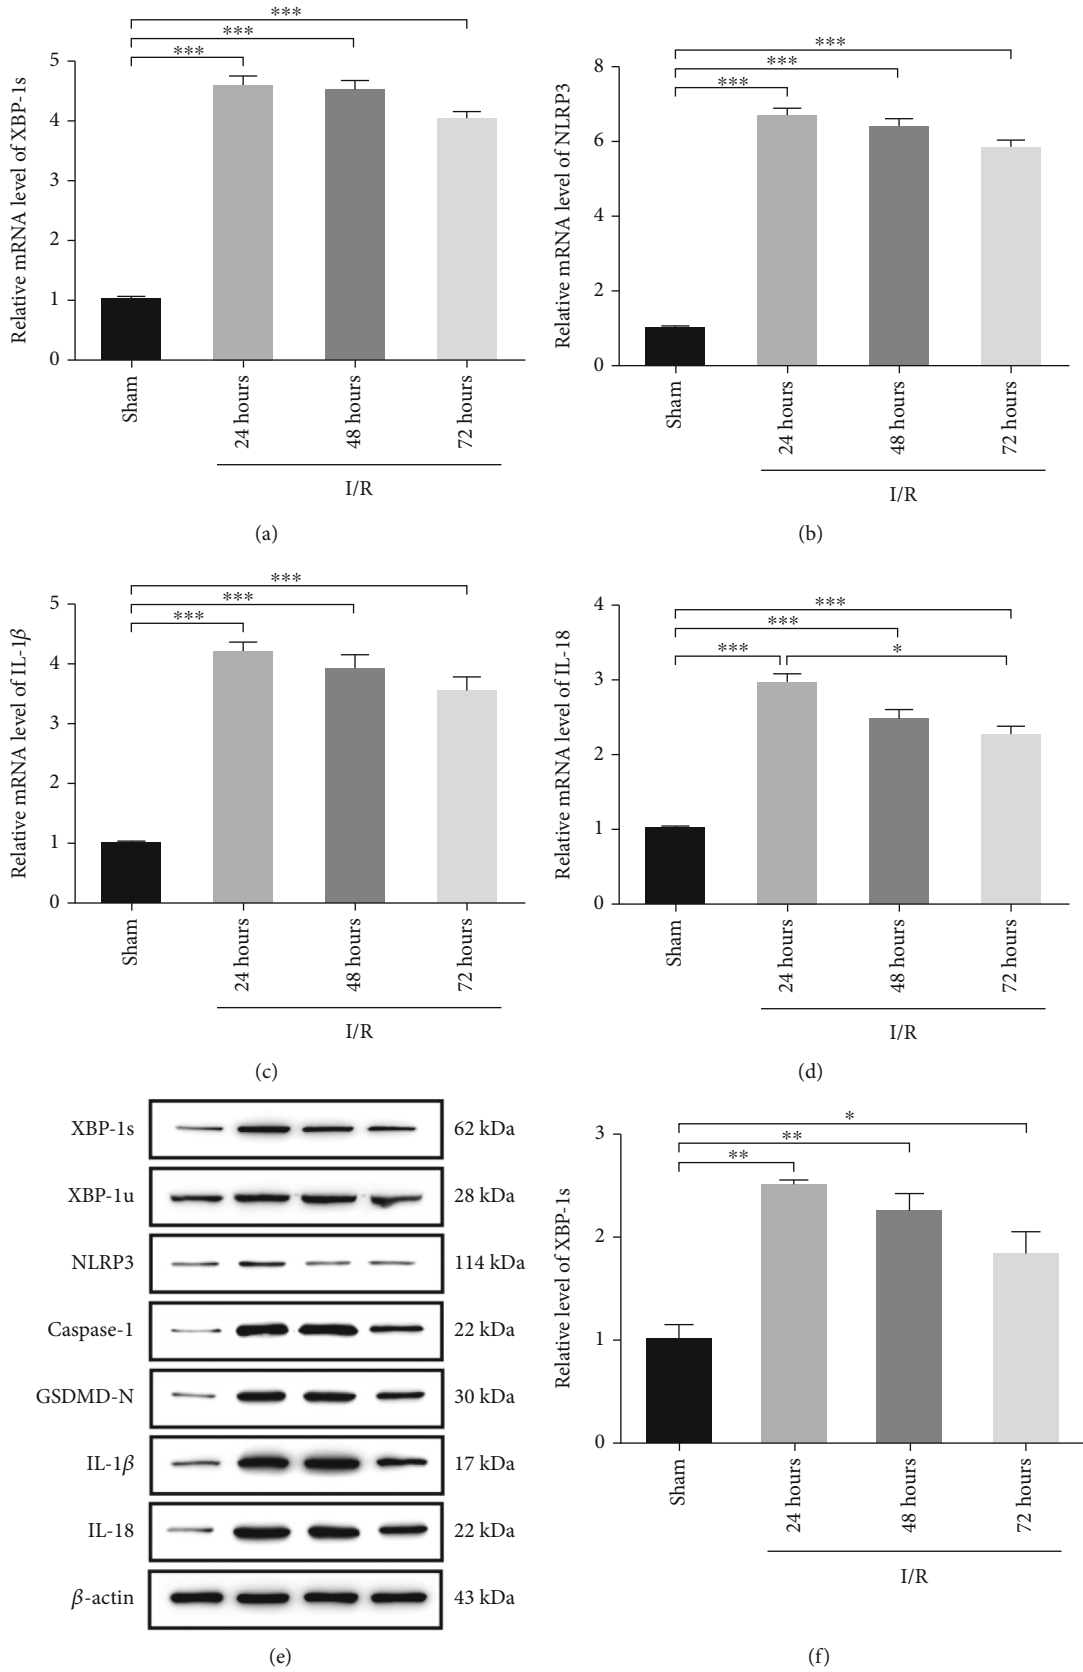 Relative mRNA level of XBP-1s
5
4
3
2
1
0
***
***
***
Sham
24 hours
48 hours
72 hours
I/R
(a)
Relative mRNA level of NLRP3
8
6
4
2
0
***
***
***
Sham
24 hours
48 hours
72 hours
I/R
(b)
Relative mRNA level of IL-1β
5
4
3
2
1
0
***
***
***
Sham
24 hours
48 hours
72 hours
I/R
(c)
Relative mRNA level of IL-18
4
3
2
1
0
***
***
*** *
Sham
24 hours
48 hours
72 hours
I/R
(d)
XBP-1s 62 kDa
XBP-1u 28 kDa
NLRP3 114 kDa
Caspase-1 22 kDa
GSDMD-N 30 kDa
IL-1β 17 kDa
IL-18 22 kDa
β-actin 43 kDa
(e)
Relative level of XBP-1s
3
2
1
0
*
**
**
Sham
24 hours
48 hours
72 hours
I/R
(f)